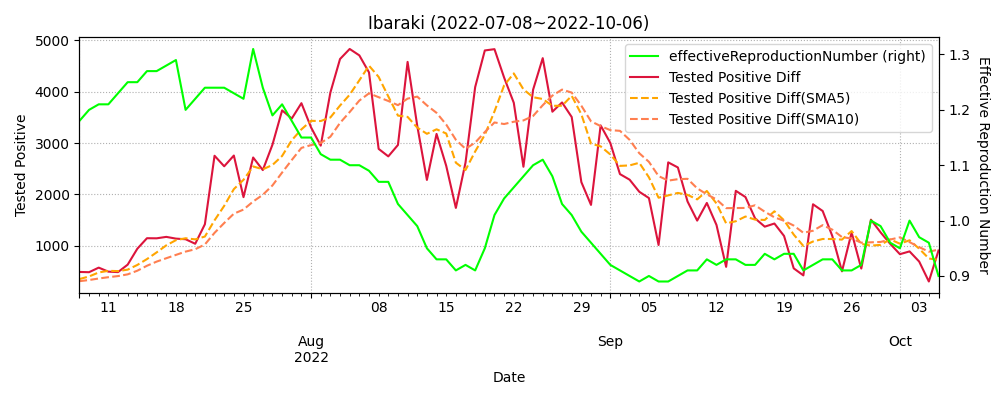 Ibaraki (2022-07-08~2022-10-06)
5000
4000
3000
2000
1000
Tested Positive
effectiveReproductionNumber (right)
Tested Positive Diff
Tested Positive Diff(SMA5)
Tested Positive Diff(SMA10)
1.3
1.2
1.1
1.0
0.9
Effective Reproduction Number
11 18 25 08 15 22 29 05 12 19 26 03
Aug Sep Oct
2022
Date